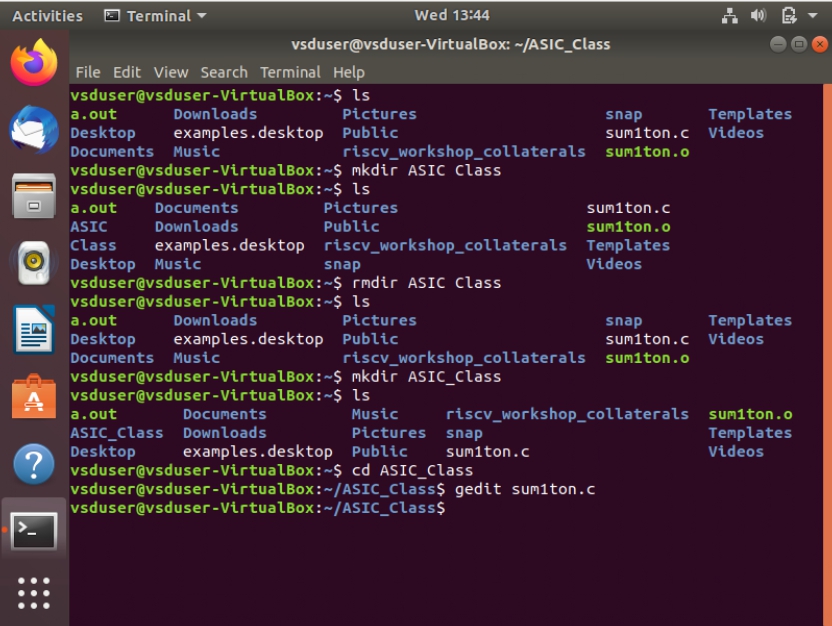 Activities Terminal Wed 13:44
vsduser@vsduser-VirtualBox: ~/ASIC_Class
File Edit View Search Terminal Help
vsduser@vsduser-VirtualBox:~$ ls
a.out Downloads Pictures snap Templates
Desktop examples.desktop Public sum1ton.c Videos
Documents Music riscv_workshop_collaterals sum1ton.o
vsduser@vsduser-VirtualBox:~$ mkdir ASIC Class
vsduser@vsduser-VirtualBox:~$ ls
a.out Documents Pictures sum1ton.c
ASIC Downloads Public sum1ton.o
Class examples.desktop riscv_workshop_collaterals Templates
Desktop Music snap Videos
vsduser@vsduser-VirtualBox:~$ rmdir ASIC Class
vsduser@vsduser-VirtualBox:~$ ls
a.out Downloads Pictures snap Templates
Desktop examples.desktop Public sum1ton.c Videos
Documents Music riscv_workshop_collaterals sum1ton.o
vsduser@vsduser-VirtualBox:~$ mkdir ASIC_Class
vsduser@vsduser-VirtualBox:~$ ls
a.out Documents Music riscv_workshop_collaterals sum1ton.o
ASIC_Class Downloads Pictures snap Templates
Desktop examples.desktop Public sum1ton.c Videos
vsduser@vsduser-VirtualBox:~$ cd ASIC_Class
vsduser@vsduser-VirtualBox:~/ASIC_Class$ gedit sum1ton.c
vsduser@vsduser-VirtualBox:~/ASIC_Class$